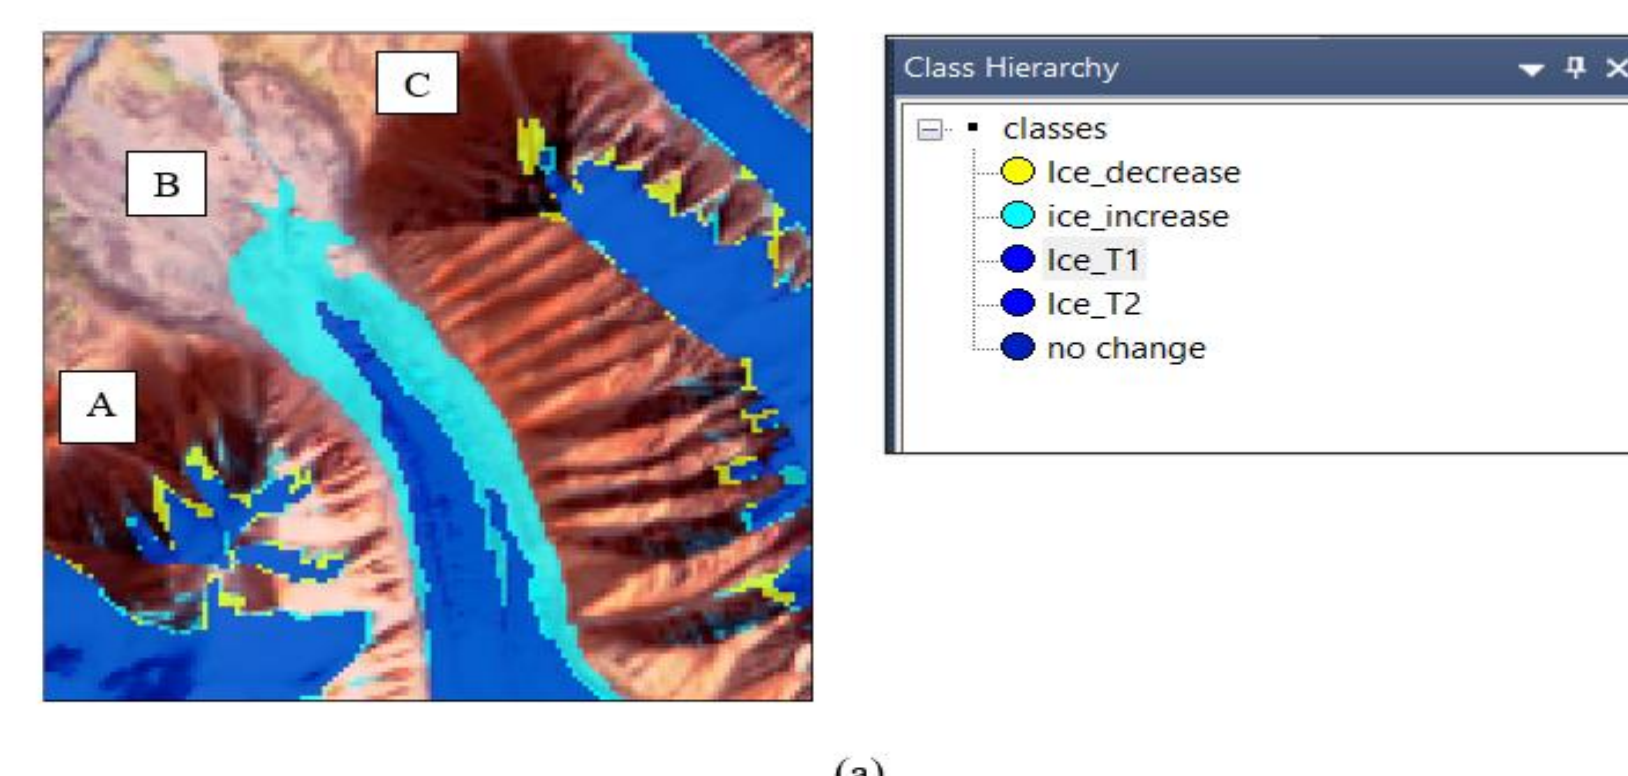 C
B
A
Class Hierarchy
classes
Ice_decrease
ice_increase
Ice_T1
Ice_T2
no change
(a)